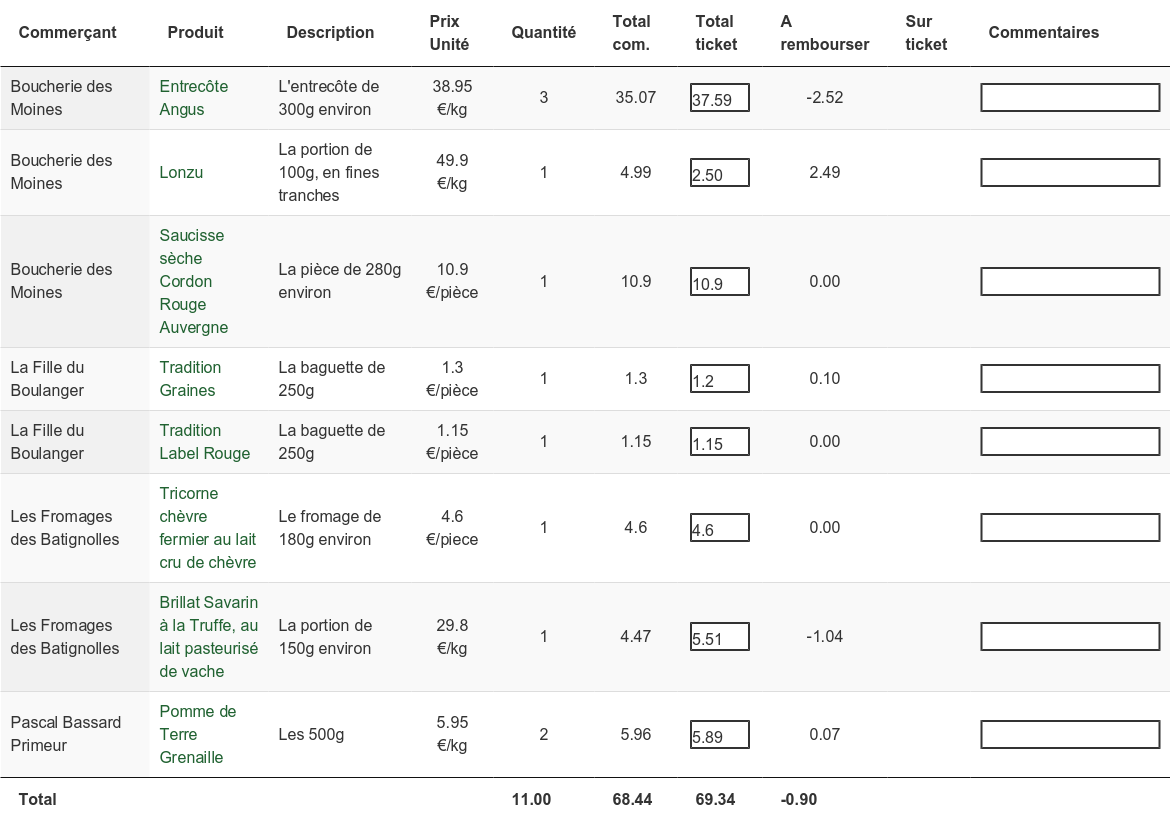 Commerçant Produit Description Prix Unité Quantité Total com. Total ticket A rembourser Sur ticket Commentaires
Boucherie des Moines Entrecôte Angus L'entrecôte de 300g environ 38.95 €/kg 3 35.07 37.59 -2.52
Boucherie des Moines Lonzu La portion de 100g, en fines tranches 49.9 €/kg 1 4.99 2.50 2.49
Boucherie des Moines Saucisse sèche Cordon Rouge Auvergne La pièce de 280g environ 10.9 €/pièce 1 10.9 10.9 0.00
La Fille du Boulanger Tradition Graines La baguette de 250g 1.3 €/pièce 1 1.3 1.2 0.10
La Fille du Boulanger Tradition Label Rouge La baguette de 250g 1.15 €/pièce 1 1.15 1.15 0.00
Les Fromages des Batignolles Tricorne chèvre fermier au lait cru de chèvre Le fromage de 180g environ 4.6 €/piece 1 4.6 4.6 0.00
Les Fromages des Batignolles Brillat Savarin à la Truffe, au lait pasteurisé de vache La portion de 150g environ 29.8 €/kg 1 4.47 5.51 -1.04
Pascal Bassard Primeur Pomme de Terre Grenaille Les 500g 5.95 €/kg 2 5.96 5.89 0.07
Total 11.00 68.44 69.34 -0.90